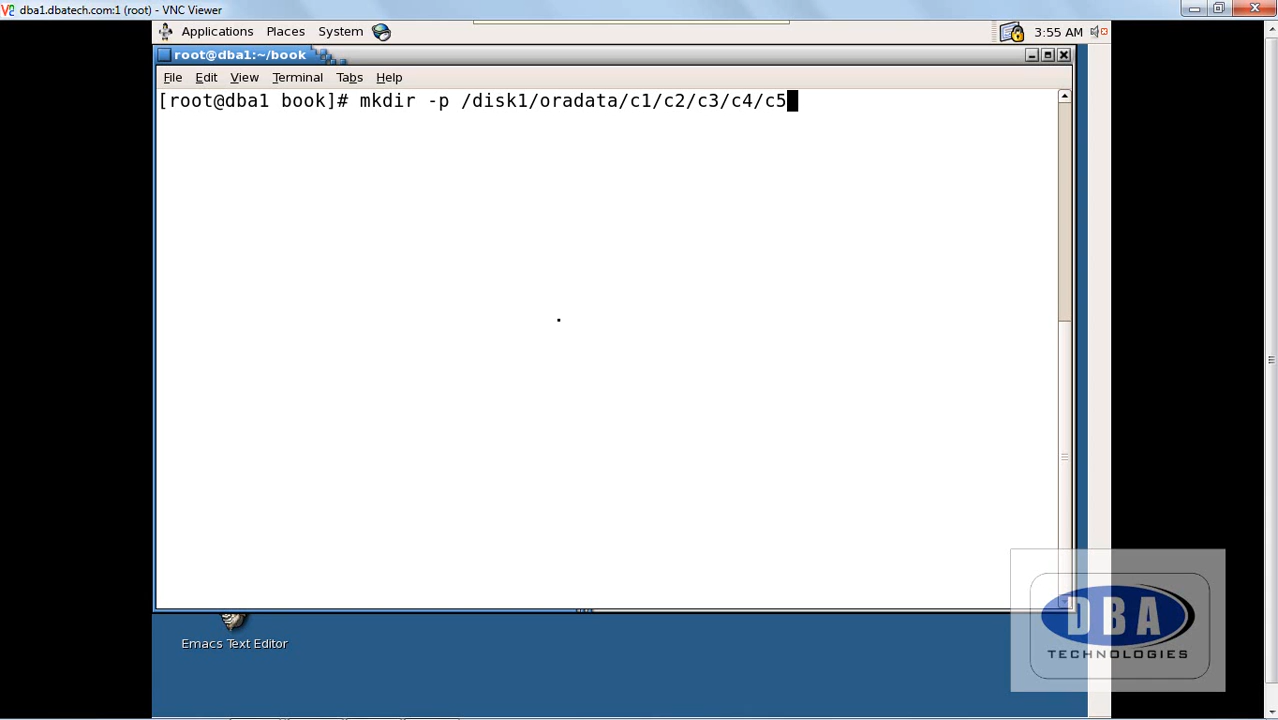 dba1.dbatech.com:1 (root) - VNC Viewer
Applications Places System 3:55 AM
root@dba1:~/book
File Edit View Terminal Tabs Help
[root@dba1 book]# mkdir -p /disk1/oradata/c1/c2/c3/c4/c5
Emacs Text Editor
DBA
TECHNOLOGIES